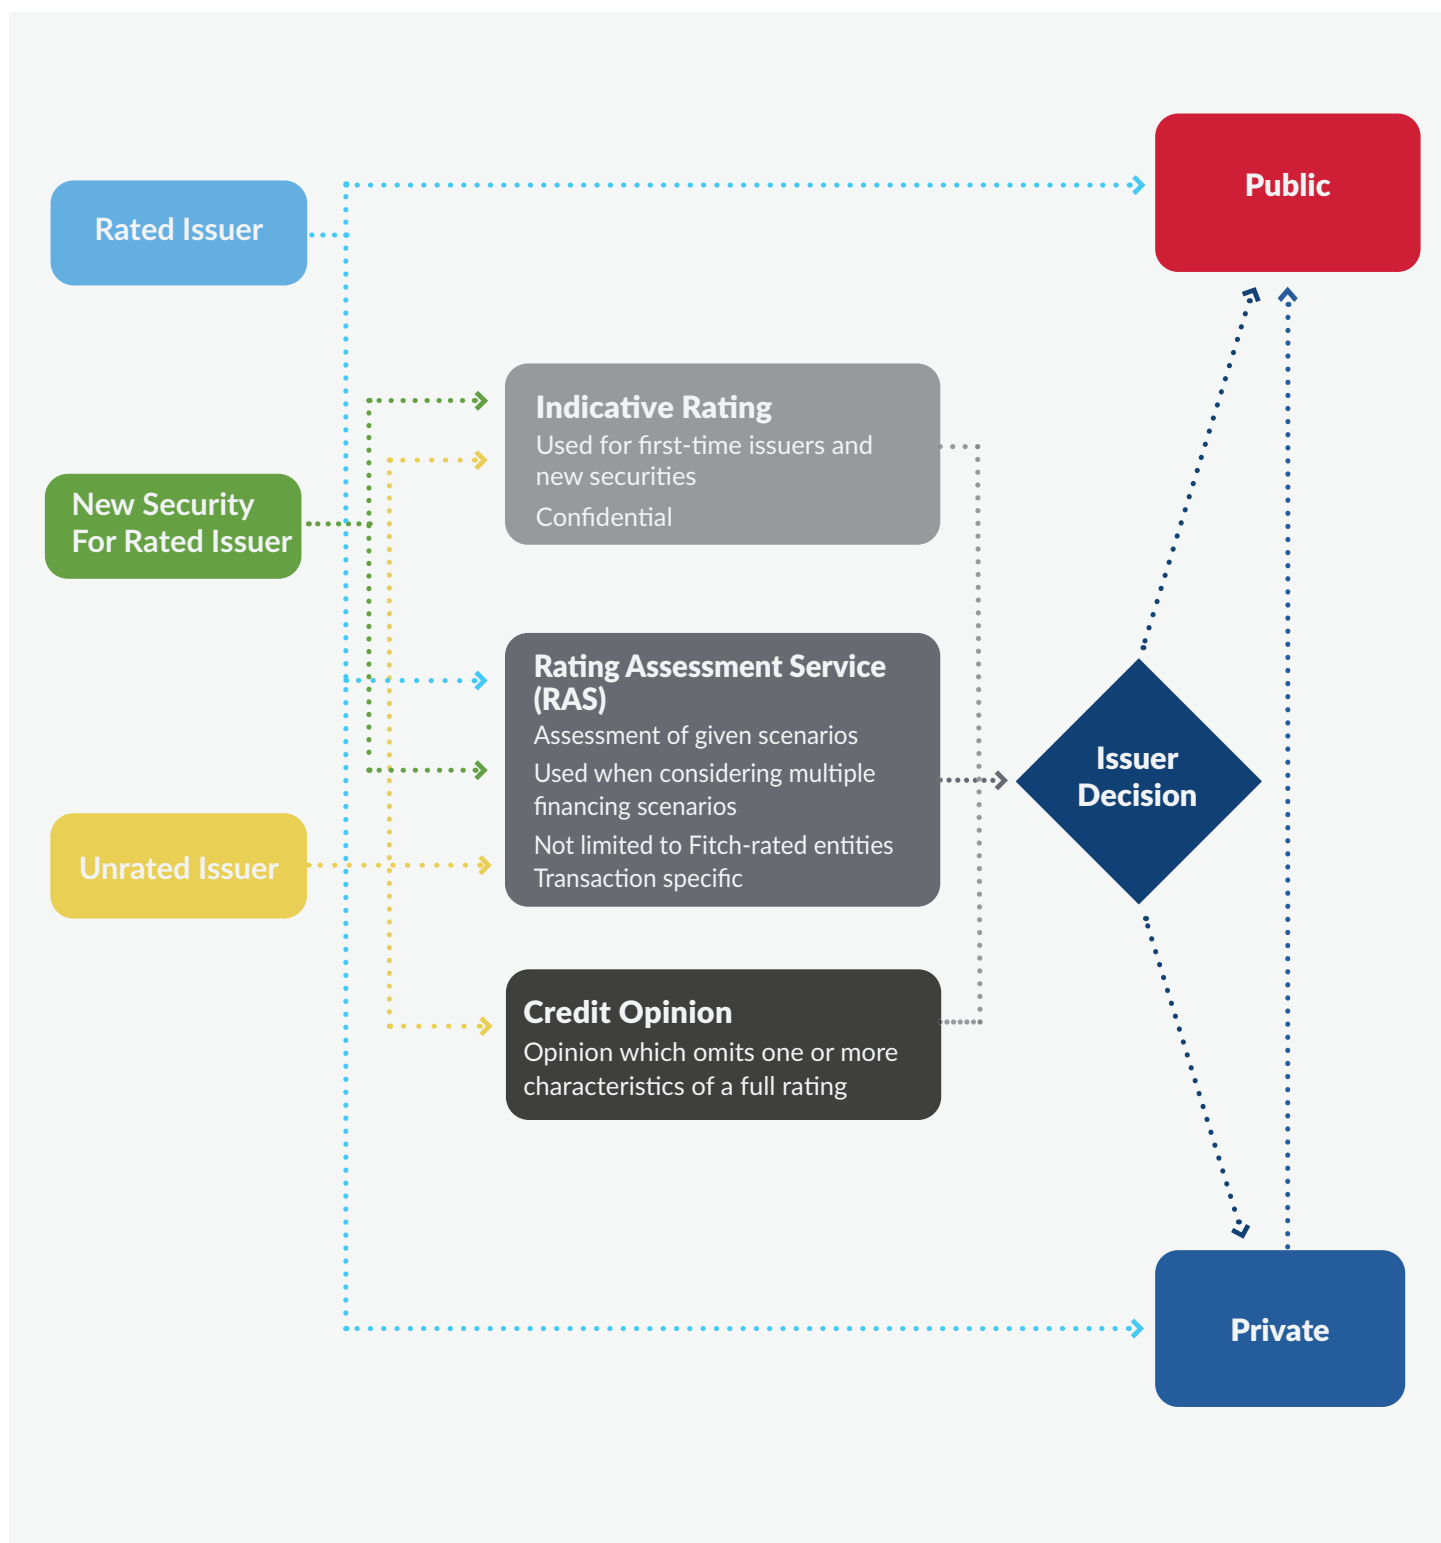 Public
Rated Issuer
Indicative Rating
Used for first-time issuers and
new securities
Confidential
New Security
For Rated Issuer
Rating Assessment Service
(RAS)
Assessment of given scenarios
Used when considering multiple
financing scenarios
Not limited to Fitch-rated entities
Transaction specific
Issuer
Decision
Unrated Issuer
Credit Opinion
Opinion which omits one or more
characteristics of a full rating
Private